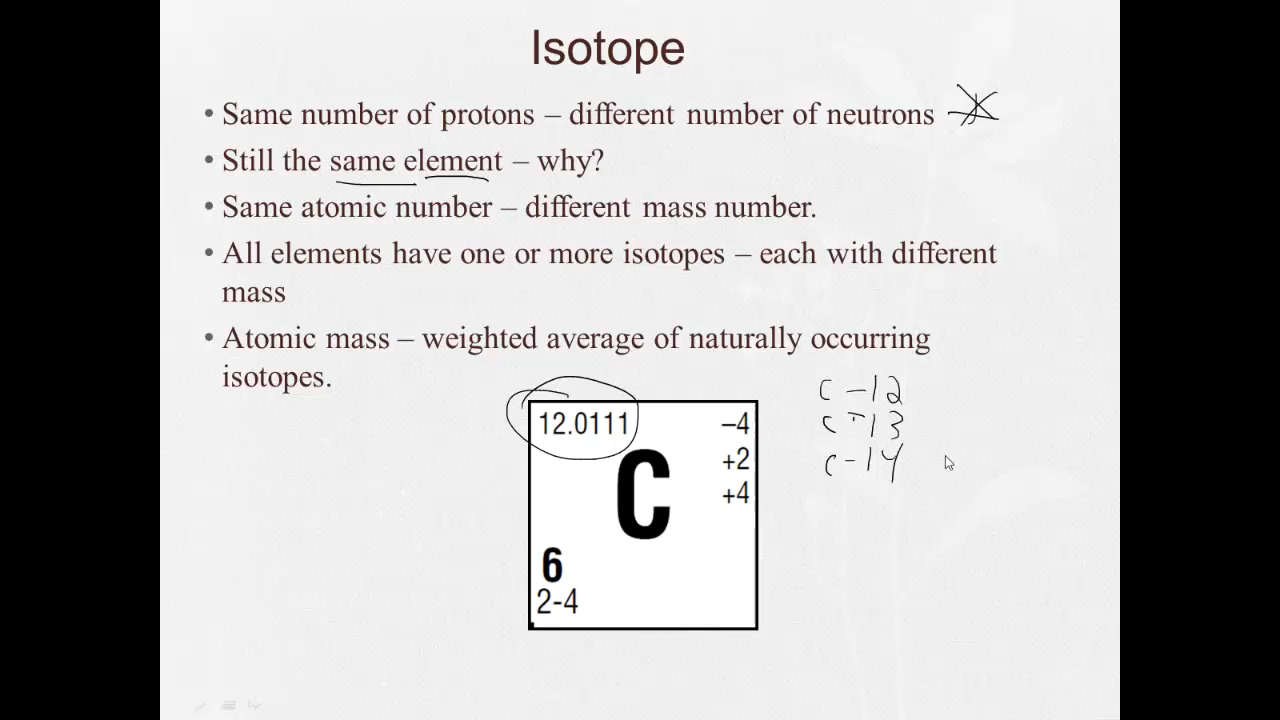 Isotope
• Same number of protons – different number of neutrons
• Still the same element – why?
• Same atomic number – different mass number.
• All elements have one or more isotopes – each with different
mass
• Atomic mass – weighted average of naturally occurring
isotopes.
C -12
C -13
C -14
12.0111
-4
+2
+4
C
6
2-4